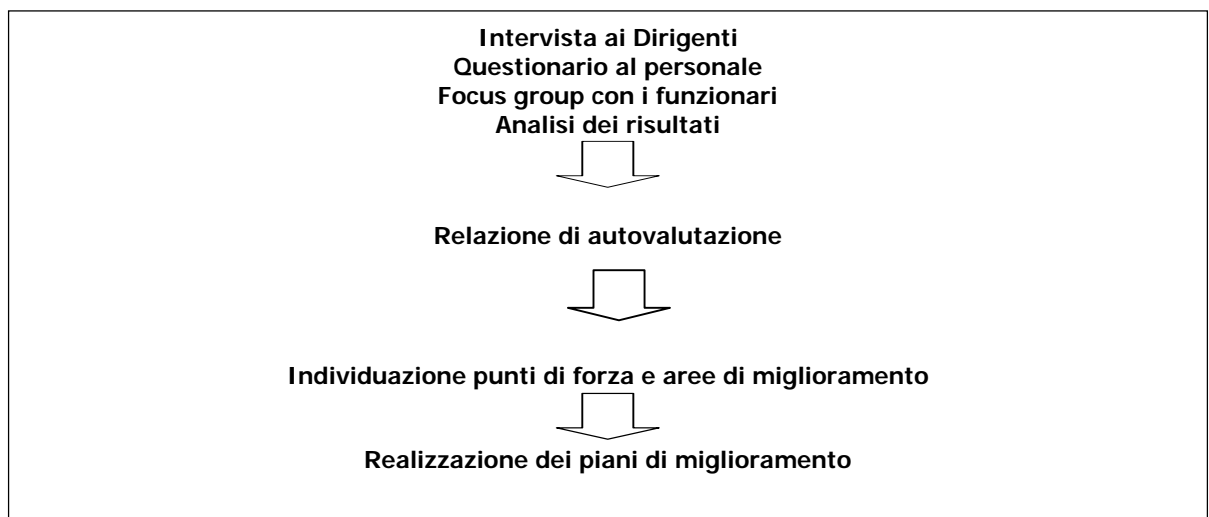 Intervista ai Dirigenti
Questionario al personale
Focus group con i funzionari
Analisi dei risultati
Relazione di autovalutazione
Individuazione punti di forza e aree di miglioramento
Realizzazione dei piani di miglioramento